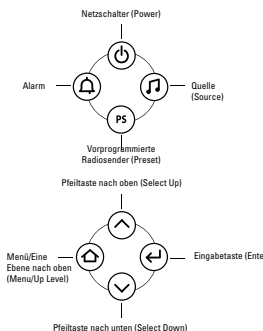 Netzschalter (Power)
Alarm
Quelle
(Source)
PS
Vorprogrammierte
Radiosender (Preset)
Pfeiltaste nach oben (Select Up)
Menü/Eine
Ebene nach oben
(Menu/Up Level)
Eingabetaste (Ente
Pfeiltaste nach unten (Select Down)